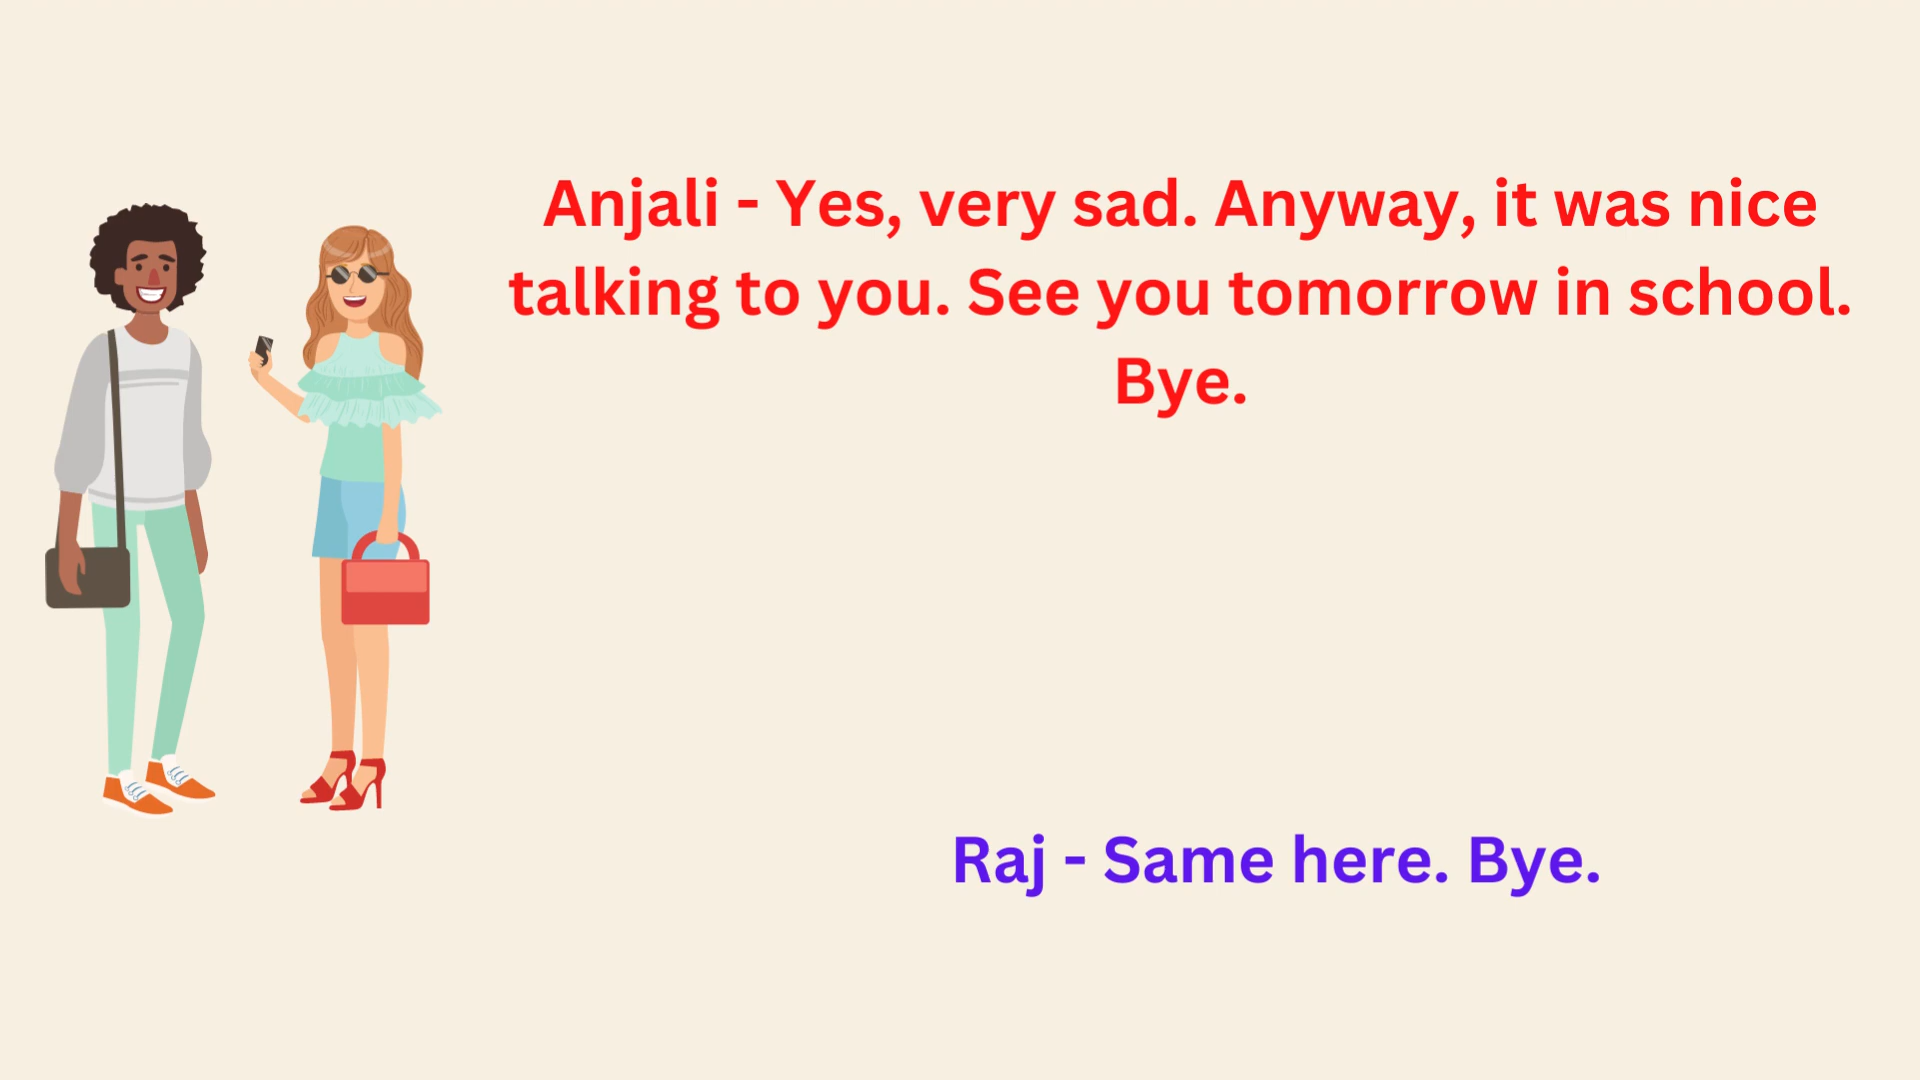 Anjali - Yes, very sad. Anyway, it was nice
talking to you. See you tomorrow in school.
Bye.
Raj - Same here. Bye.